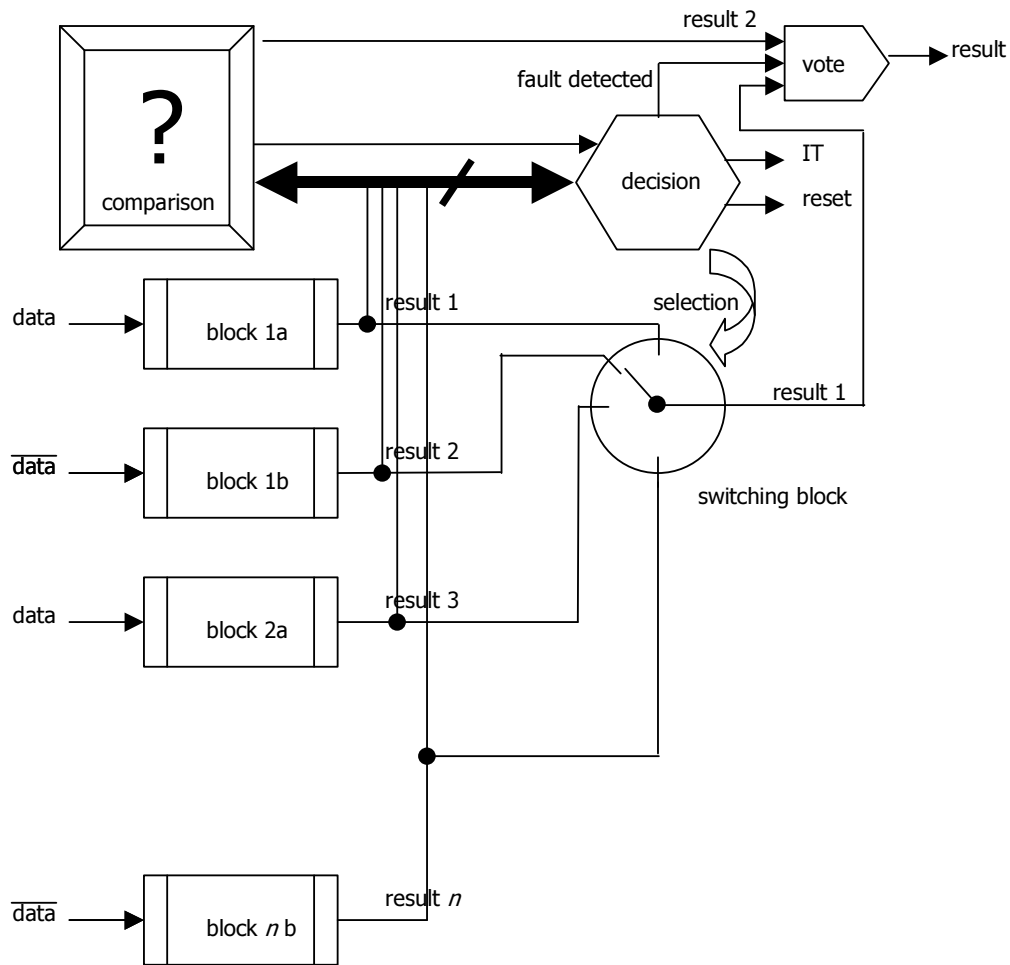 result 2
result
vote
fault detected
?
IT
decision
reset
comparison
result 1
selection
data
block 1a
result 1
result 2
data
block 1b
switching block
result 3
data
block 2a
result n
data
block n b